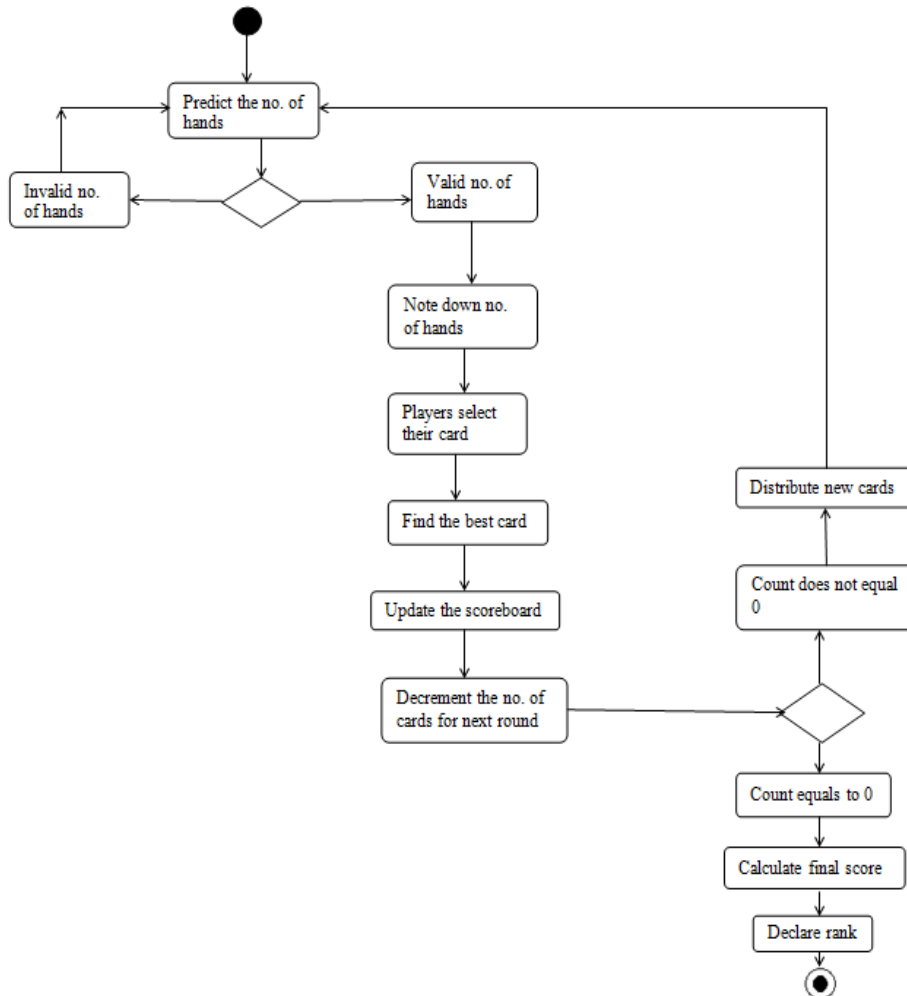 Predict the no. of
hands
Invalid no.
of hands
Valid no. of
hands
Note down no.
of hands
Players select
their card
Find the best card
Update the scoreboard
Decrement the no. of
cards for next round
Distribute new cards
Count does not equal
0
Count equals to 0
Calculate final score
Declare rank